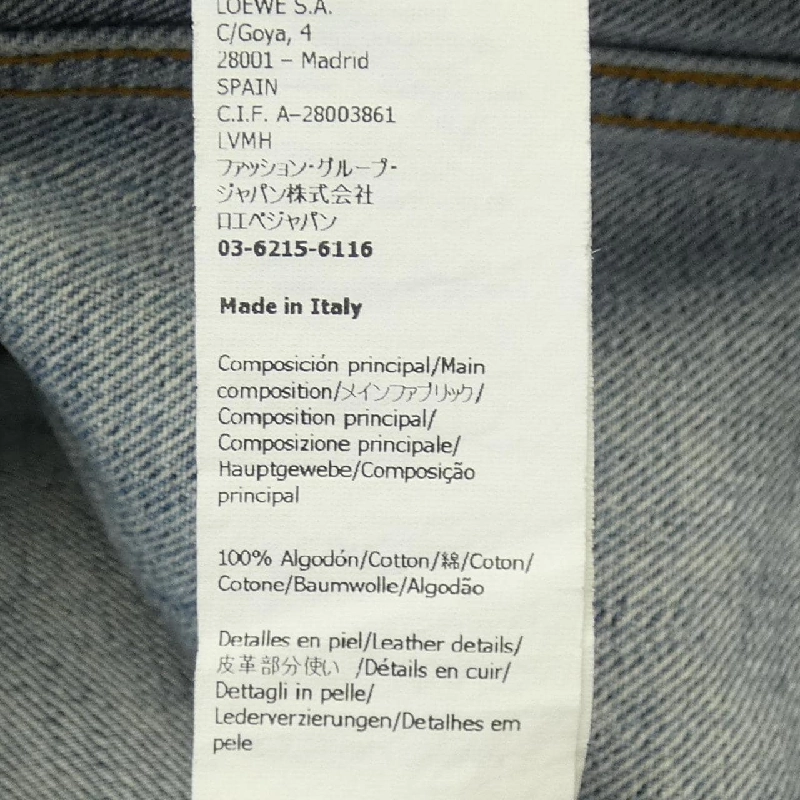 LOEWE S.A.
C/Goya, 4
28001 – Madrid
SPAIN
C.I.F. A–28003861
LVMH
ファッション・グループ・
ジャパン株式会社
ロエベジャパン
03-6215-6116
Made in Italy
Composición principal/Main
composition/メインファブリック/
Composition principal/
Composizione principale/
Hauptgewebe/Composição
principal
100% Algodón/Cotton/綿/Coton/
Cotone/Baumwolle/Algodão
Detalles en piel/Leather details/
皮革部分使い /Détails en cuir/
Dettagli in pelle/
Lederverzierungen/Detalhes em
pele